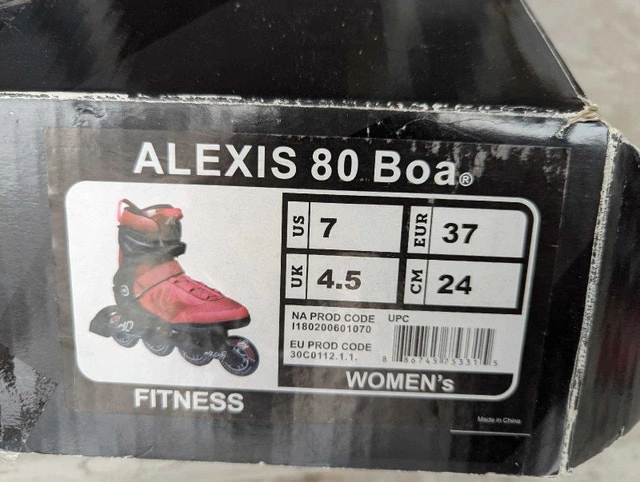 ALEXIS 80 Boa®
US 7 EUR 37
UK 4.5 CM 24
NA PROD CODE UPC
I180200601070
EU PROD CODE
30C0112.1.1.
WOMEN's
FITNESS
Made in China